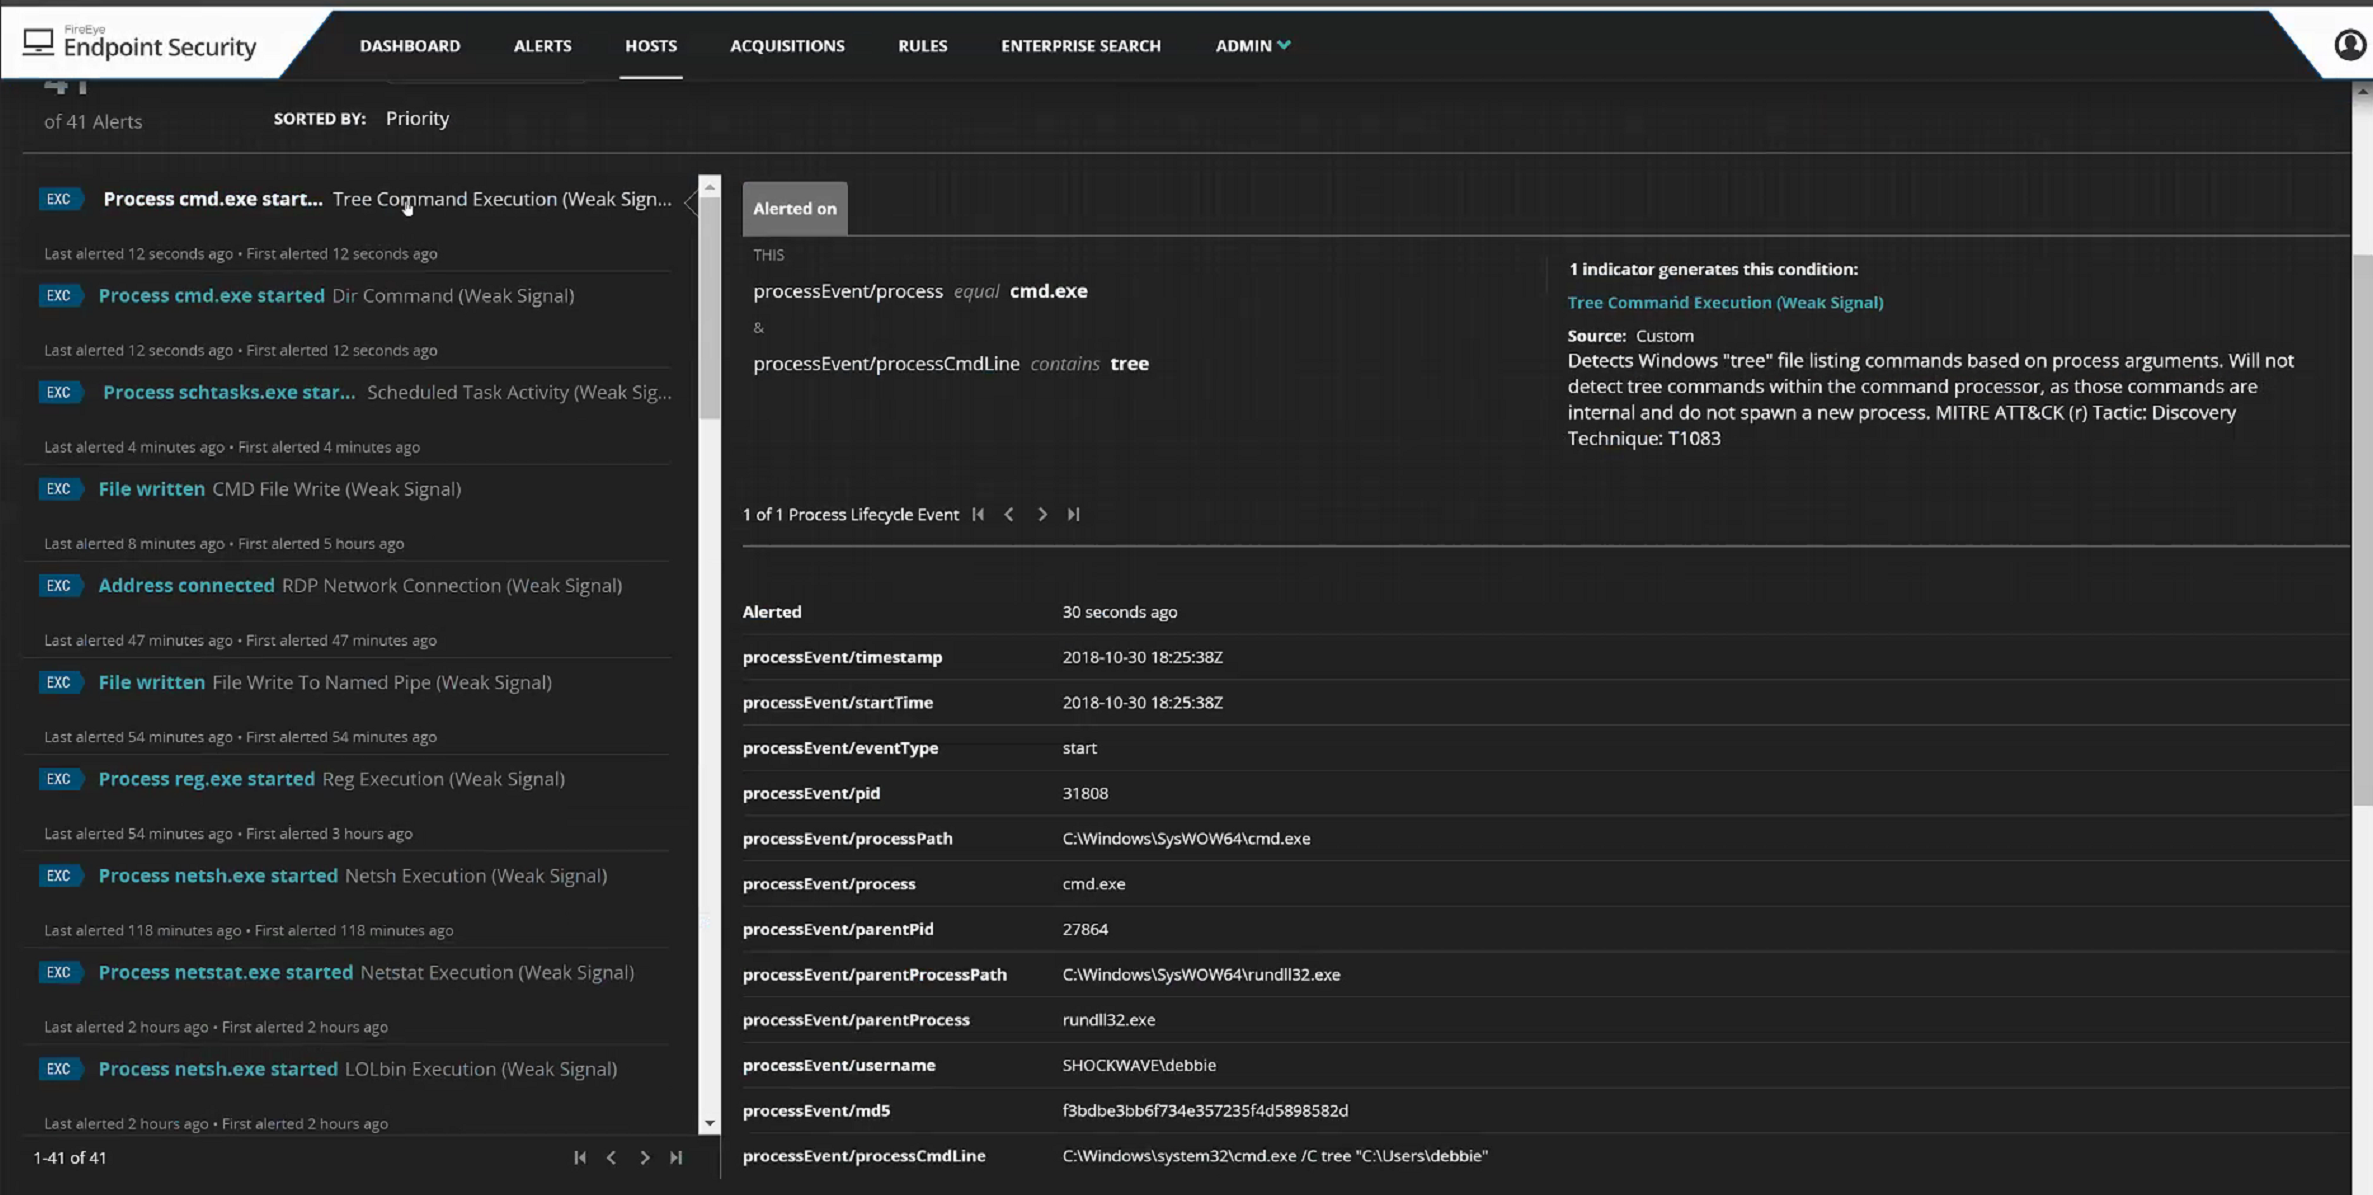 FireEye
Endpoint Security
DASHBOARD ALERTS HOSTS ACQUISITIONS RULES ENTERPRISE SEARCH ADMIN
41
of 41 Alerts
SORTED BY: Priority
EXC Process cmd.exe start... Tree Command Execution (Weak Sign...
Last alerted 12 seconds ago • First alerted 12 seconds ago
EXC Process cmd.exe started Dir Command (Weak Signal)
Last alerted 12 seconds ago • First alerted 12 seconds ago
EXC Process schtasks.exe star... Scheduled Task Activity (Weak Sig...
Last alerted 4 minutes ago • First alerted 4 minutes ago
EXC File written CMD File Write (Weak Signal)
Last alerted 8 minutes ago • First alerted 5 hours ago
EXC Address connected RDP Network Connection (Weak Signal)
Last alerted 47 minutes ago • First alerted 47 minutes ago
EXC File written File Write To Named Pipe (Weak Signal)
Last alerted 54 minutes ago • First alerted 54 minutes ago
EXC Process reg.exe started Reg Execution (Weak Signal)
Last alerted 54 minutes ago • First alerted 3 hours ago
EXC Process netsh.exe started Netsh Execution (Weak Signal)
Last alerted 118 minutes ago • First alerted 118 minutes ago
EXC Process netstat.exe started Netstat Execution (Weak Signal)
Last alerted 2 hours ago • First alerted 2 hours ago
EXC Process netsh.exe started LOLbin Execution (Weak Signal)
Last alerted 2 hours ago • First alerted 2 hours ago
1-41 of 41
Alerted on
THIS
processEvent/process equal cmd.exe
&
processEvent/processCmdLine contains tree
1 indicator generates this condition:
Tree Command Execution (Weak Signal)
Source: Custom
Detects Windows "tree" file listing commands based on process arguments. Will not
detect tree commands within the command processor, as those commands are
internal and do not spawn a new process. MITRE ATT&CK (r) Tactic: Discovery
Technique: T1083
1 of 1 Process Lifecycle Event
Alerted 30 seconds ago
processEvent/timestamp 2018-10-30 18:25:38Z
processEvent/startTime 2018-10-30 18:25:38Z
processEvent/eventType start
processEvent/pid 31808
processEvent/processPath C:\Windows\SysWOW64\cmd.exe
processEvent/process cmd.exe
processEvent/parentPid 27864
processEvent/parentProcessPath C:\Windows\SysWOW64\rundll32.exe
processEvent/parentProcess rundll32.exe
processEvent/username SHOCKWAVE\debbie
processEvent/md5 f3bdbe3bb6f734e357235f4d5898582d
processEvent/processCmdLine C:\Windows\system32\cmd.exe /C tree "C:\Users\debbie"